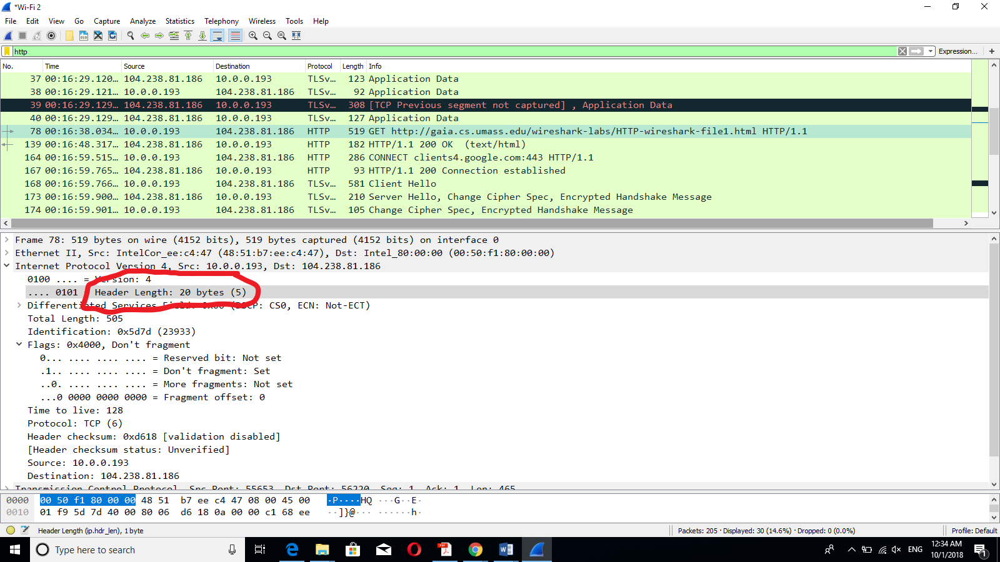 *Wi-Fi 2
File Edit View Go Capture Analyze Statistics Telephony Wireless Tools Help
http Expression... +
No. Time Source Destination Protocol Length Info
37 00:16:29.120… 104.238.81.186 10.0.0.193 TLSv… 123 Application Data
38 00:16:29.121… 10.0.0.193 104.238.81.186 TLSv… 92 Application Data
39 00:16:29.129… 104.238.81.186 10.0.0.193 TLSv… 308 [TCP Previous segment not captured] , Application Data
40 00:16:29.129… 104.238.81.186 10.0.0.193 TLSv… 127 Application Data
78 00:16:38.034… 10.0.0.193 104.238.81.186 HTTP 519 GET http://gaia.cs.umass.edu/wireshark-labs/HTTP-wireshark-file1.html HTTP/1.1
139 00:16:48.317… 104.238.81.186 10.0.0.193 HTTP 182 HTTP/1.1 200 OK (text/html)
164 00:16:59.515… 10.0.0.193 104.238.81.186 HTTP 286 CONNECT clients4.google.com:443 HTTP/1.1
167 00:16:59.765… 104.238.81.186 10.0.0.193 HTTP 93 HTTP/1.1 200 Connection established
168 00:16:59.766… 10.0.0.193 104.238.81.186 TLSv… 581 Client Hello
173 00:16:59.900… 104.238.81.186 10.0.0.193 TLSv… 210 Server Hello, Change Cipher Spec, Encrypted Handshake Message
174 00:16:59.901… 10.0.0.193 104.238.81.186 TLSv… 105 Change Cipher Spec, Encrypted Handshake Message
Frame 78: 519 bytes on wire (4152 bits), 519 bytes captured (4152 bits) on interface 0
Ethernet II, Src: IntelCor_ee:c4:47 (48:51:b7:ee:c4:47), Dst: Intel_80:00:00 (00:50:f1:80:00:00)
Internet Protocol Version 4, Src: 10.0.0.193, Dst: 104.238.81.186
0100 .... = Version: 4
.... 0101 Header Length: 20 bytes (5)
Differentiated Services Field: 0x00 (DSCP: CS0, ECN: Not-ECT)
Total Length: 505
Identification: 0x5d7d (23933)
Flags: 0x4000, Don't fragment
0... .... .... .... = Reserved bit: Not set
.1.. .... .... .... = Don't fragment: Set
..0. .... .... .... = More fragments: Not set
...0 0000 0000 0000 = Fragment offset: 0
Time to live: 128
Protocol: TCP (6)
Header checksum: 0xd618 [validation disabled]
[Header checksum status: Unverified]
Source: 10.0.0.193
Destination: 104.238.81.186
Transmission Control Protocol, Src Port: 55653, Dst Port: 56220, Seq: 1, Ack: 1, Len: 465
0000 00 50 f1 80 00 00 48 51 b7 ee c4 47 08 00 45 00 ·P····HQ ···G··E·
0010 01 f9 5d 7d 40 00 80 06 d6 18 0a 00 00 c1 68 ee ··]}@··· ······h·
Header Length (ip.hdr_len), 1 byte Packets: 205 · Displayed: 30 (14.6%) · Dropped: 0 (0.0%) Profile: Default
Type here to search ENG 12:34 AM
10/1/2018 1